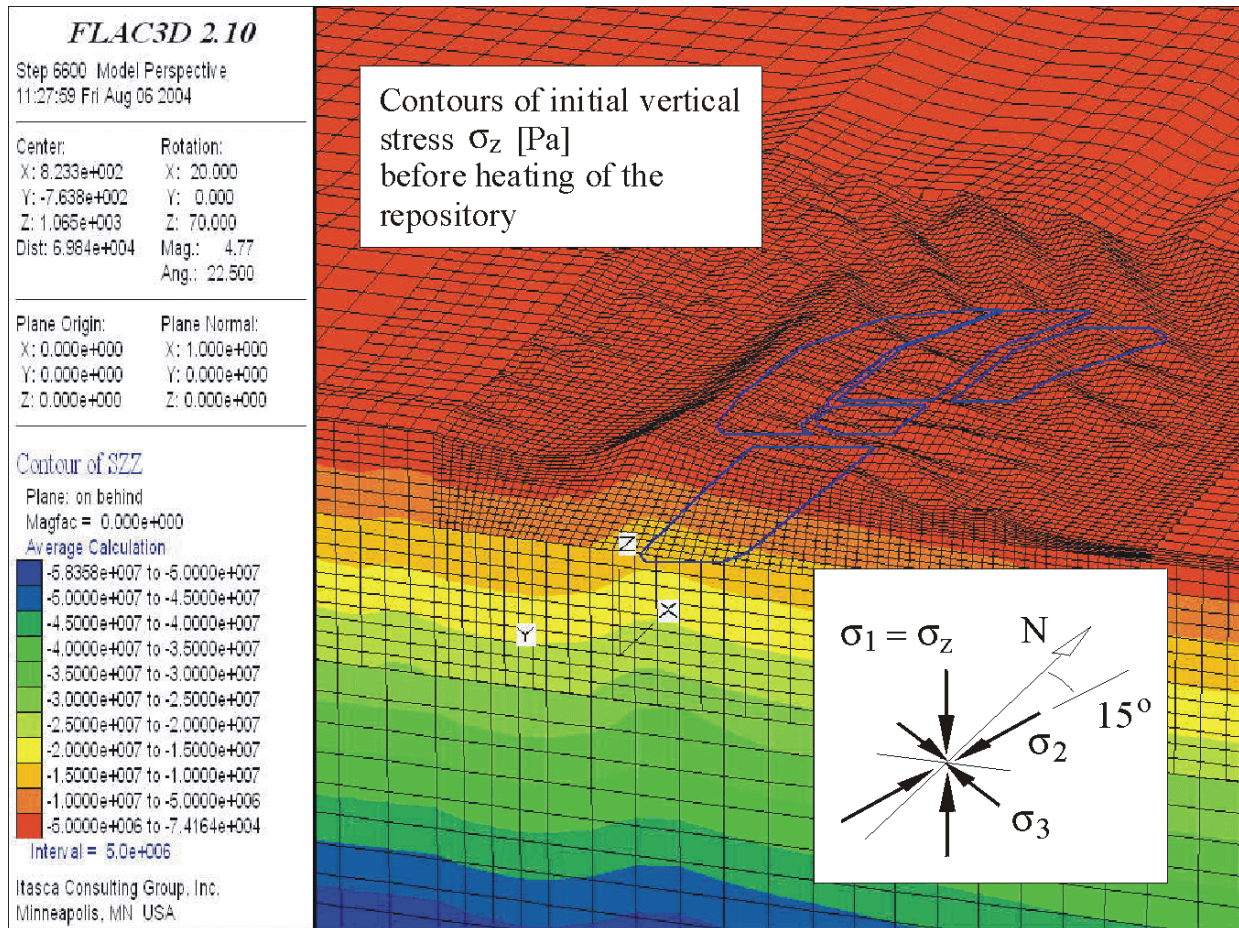 FLAC3D 2.10
Step 6600 Model Perspective
11:27:59 Fri Aug 06 2004
Center: Rotation:
X: 8.233e+002 X: 20.000
Y: -7.638e+002 Y: 0.000
Z: 1.065e+003 Z: 70.000
Dist: 6.984e+004 Mag.: 4.77
Ang.: 22.500
Plane Origin: Plane Normal:
X: 0.000e+000 X: 1.000e+000
Y: 0.000e+000 Y: 0.000e+000
Z: 0.000e+000 Z: 0.000e+000
Contour of SZZ
Plane: on behind
Magfac = 0.000e+000
Average Calculation
-5.8358e+007 to -5.0000e+007
-5.0000e+007 to -4.5000e+007
-4.5000e+007 to -4.0000e+007
-4.0000e+007 to -3.5000e+007
-3.5000e+007 to -3.0000e+007
-3.0000e+007 to -2.5000e+007
-2.5000e+007 to -2.0000e+007
-2.0000e+007 to -1.5000e+007
-1.5000e+007 to -1.0000e+007
-1.0000e+007 to -5.0000e+006
-5.0000e+006 to -7.4164e+004
Interval = 5.0e+006
Itasca Consulting Group, Inc.
Minneapolis, MN USA
Contours of initial vertical
stress σz [Pa]
before heating of the
repository
Z
X
Y
σ1 = σz
N
15°
σ2
σ3